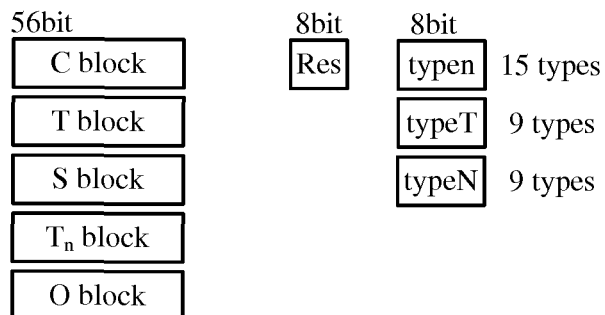 56bit 8bit 8bit
C block Res typen 15 types
T block typeT 9 types
S block typeN 9 types
Tₙ block
O block